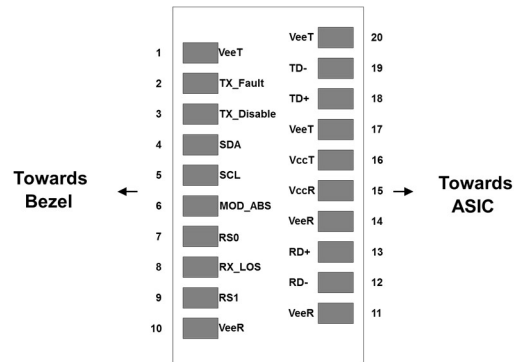 VeeT 20
1 VeeT
TD- 19
2 TX_Fault
TD+ 18
3 TX_Disable
VeeT 17
4 SDA
VccT 16
5 SCL
VccR 15
Towards
Bezel
Towards
ASIC
6 MOD_ABS
VeeR 14
7 RS0
RD+ 13
8 RX_LOS
RD- 12
9 RS1
VeeR 11
10 VeeR